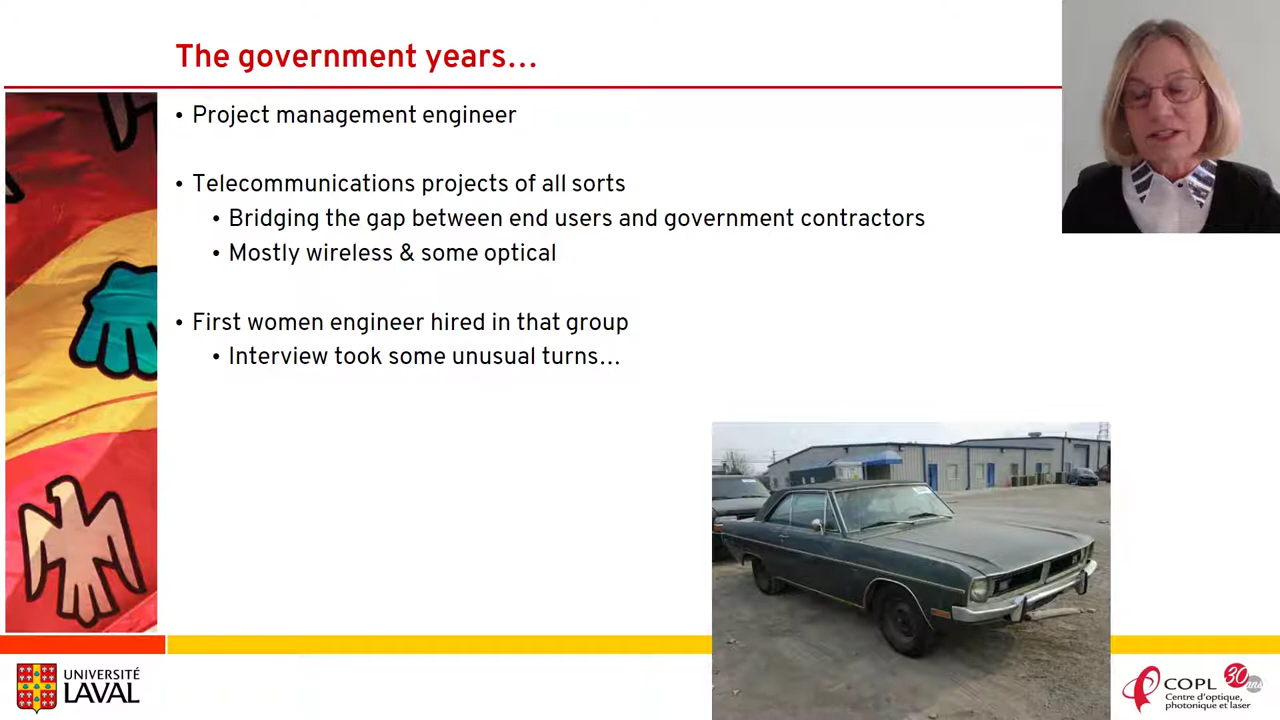 The government years...
• Project management engineer
• Telecommunications projects of all sorts
• Bridging the gap between end users and government contractors
• Mostly wireless & some optical
• First women engineer hired in that group
• Interview took some unusual turns...
UNIVERSITÉ
LAVAL
COPL 30ans
Centre d'optique,
photonique et laser